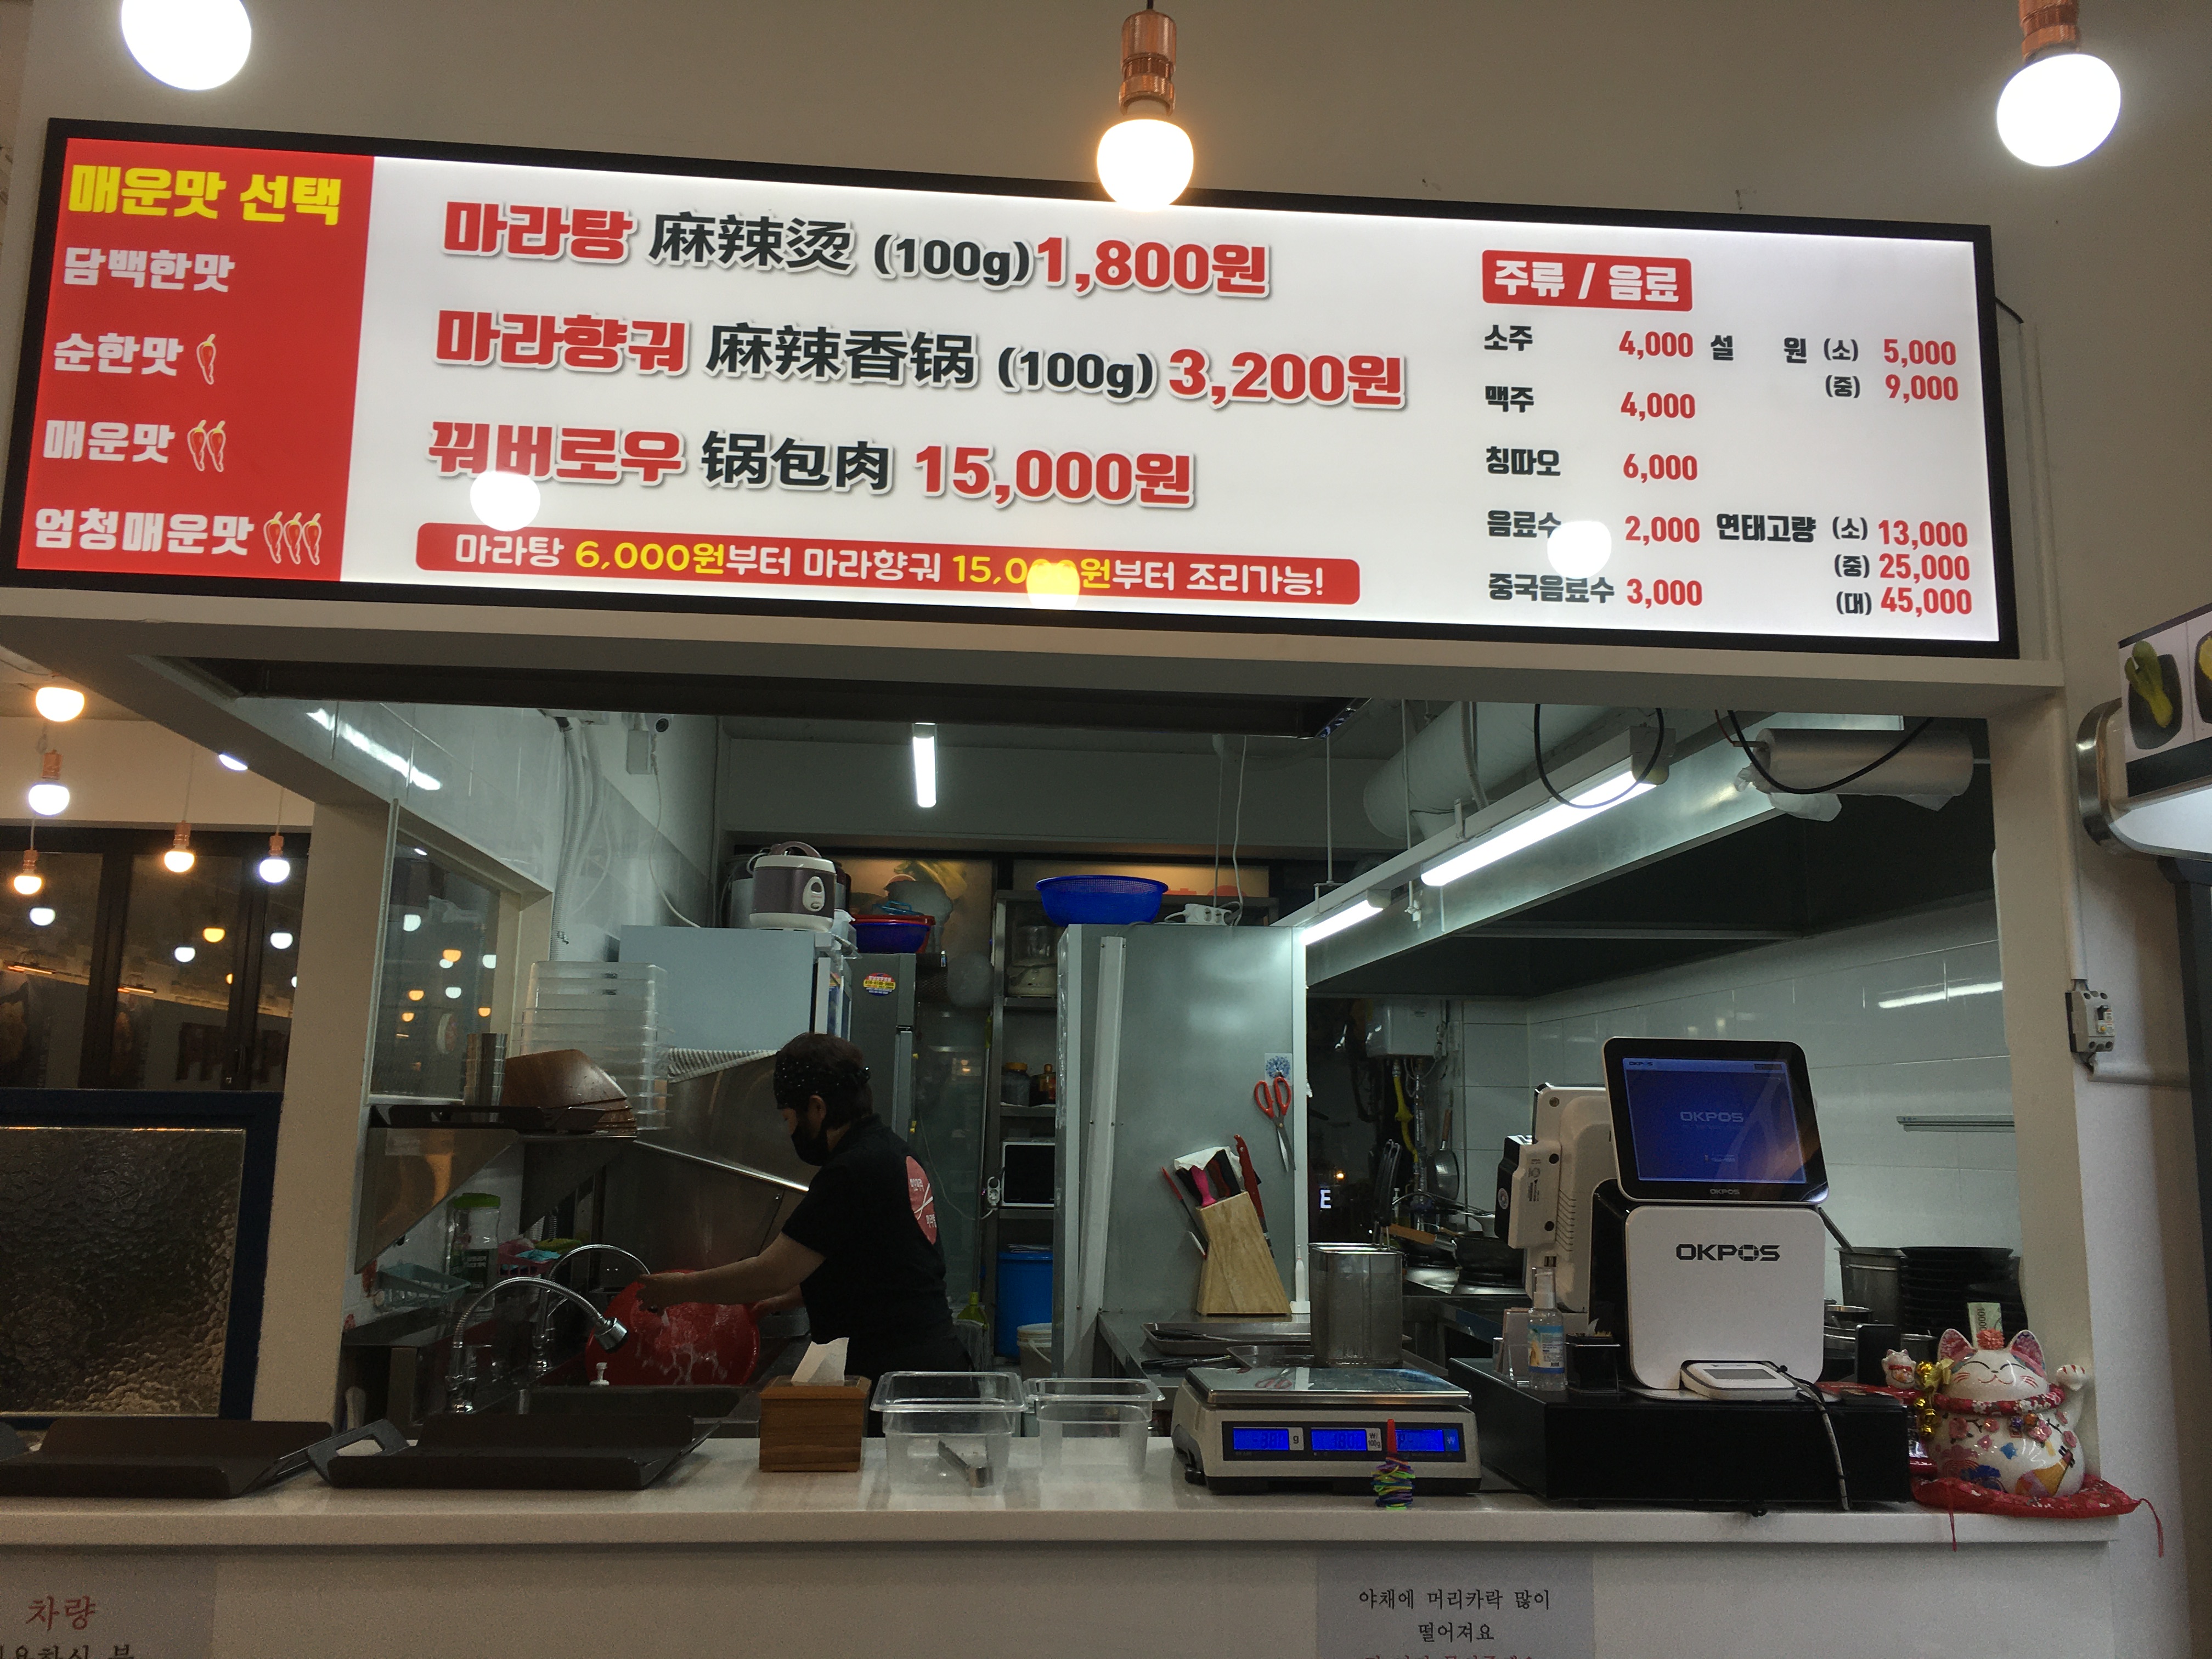 매운맛 선택
담백한맛
순한맛
매운맛
엄청매운맛
마라탕 麻辣烫 (100g)1,800원
마라향궈 麻辣香锅 (100g) 3,200원
꿔버로우 锅包肉 15,000원
마라탕 6,000원부터 마라향궈 15,000원부터 조리가능!
주류 / 음료
소주 4,000 설 원 (소) 5,000
(중) 9,000
맥주 4,000
칭따오 6,000
음료수 2,000 연태고량 (소) 13,000
(중) 25,000
중국음료수 3,000 (대) 45,000
OKPOS
OKPOS
OKPOS
차량
야채에 머리카락 많이
떨어져요